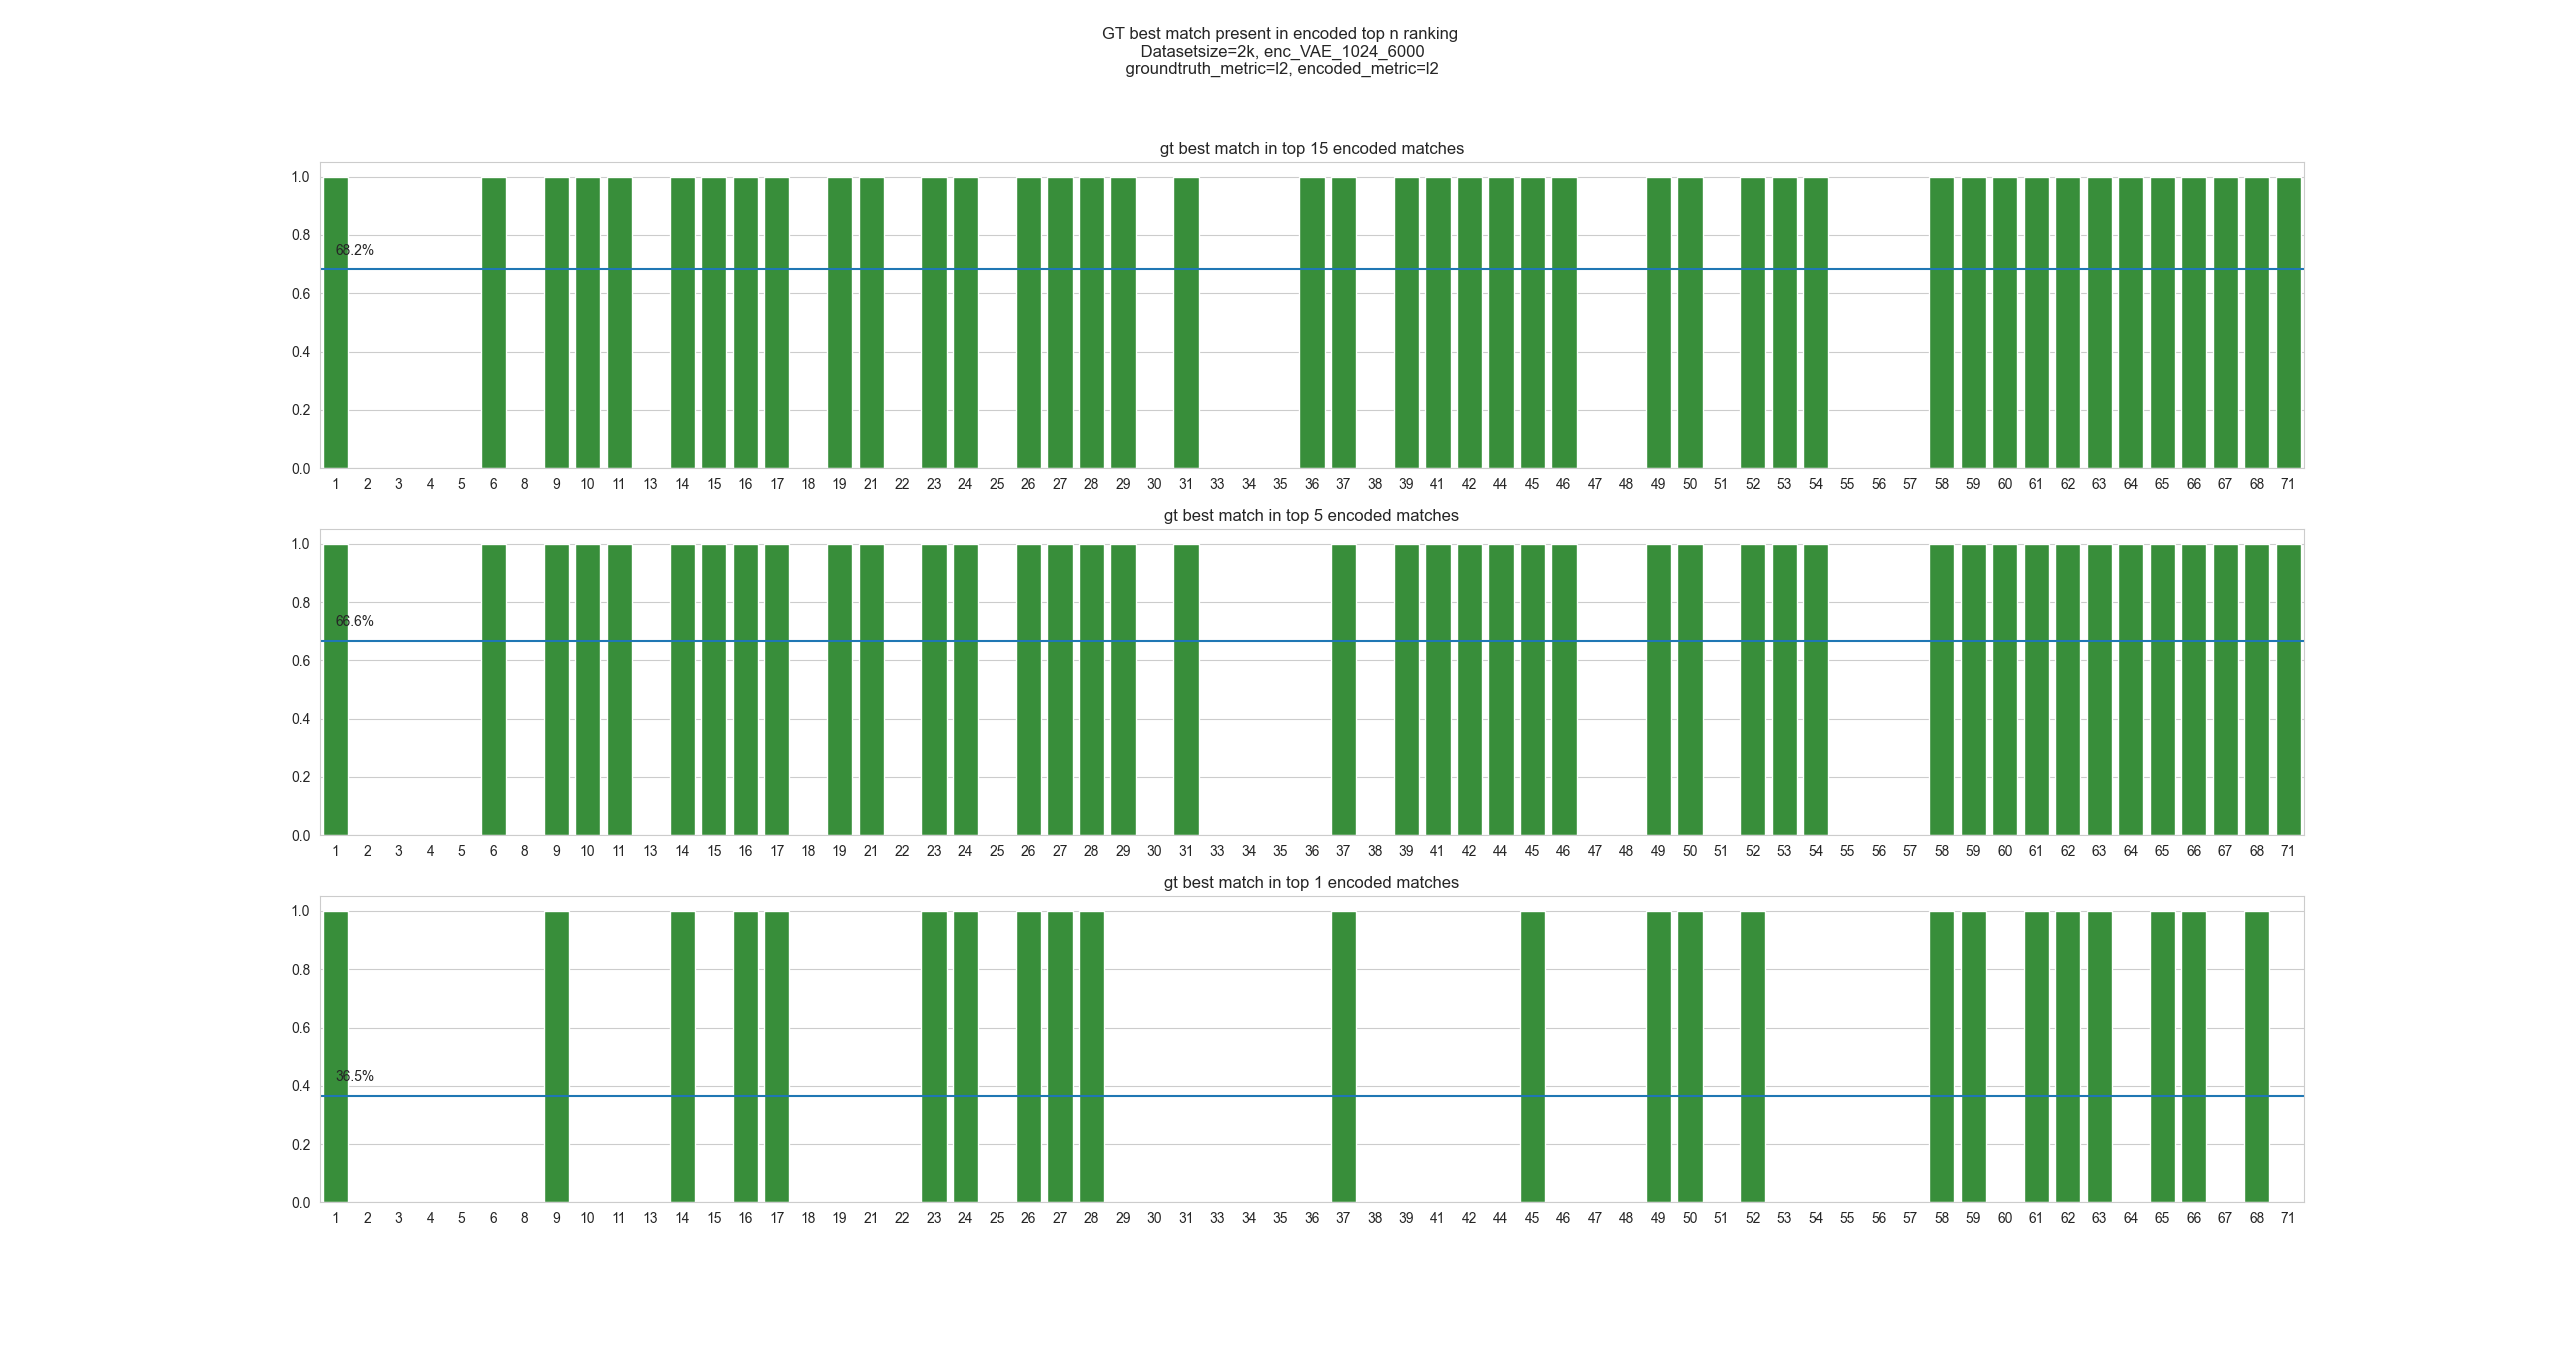 GT best match present in encoded top n ranking
Datasetsize=2k, enc_VAE_1024_6000
groundtruth_metric=l2, encoded_metric=l2
gt best match in top 15 encoded matches
1.0
0.8
68.2%
0.6
0.4
0.2
0.0
1 2 3 4 5 6 8 9 10 11 13 14 15 16 17 18 19 21 22 23 24 25 26 27 28 29 30 31 33 34 35 36 37 38 39 41 42 44 45 46 47 48 49 50 51 52 53 54 55 56 57 58 59 60 61 62 63 64 65 66 67 68 71
gt best match in top 5 encoded matches
1.0
0.8
66.6%
0.6
0.4
0.2
0.0
1 2 3 4 5 6 8 9 10 11 13 14 15 16 17 18 19 21 22 23 24 25 26 27 28 29 30 31 33 34 35 36 37 38 39 41 42 44 45 46 47 48 49 50 51 52 53 54 55 56 57 58 59 60 61 62 63 64 65 66 67 68 71
gt best match in top 1 encoded matches
1.0
0.8
0.6
36.5%
0.4
0.2
0.0
1 2 3 4 5 6 8 9 10 11 13 14 15 16 17 18 19 21 22 23 24 25 26 27 28 29 30 31 33 34 35 36 37 38 39 41 42 44 45 46 47 48 49 50 51 52 53 54 55 56 57 58 59 60 61 62 63 64 65 66 67 68 71